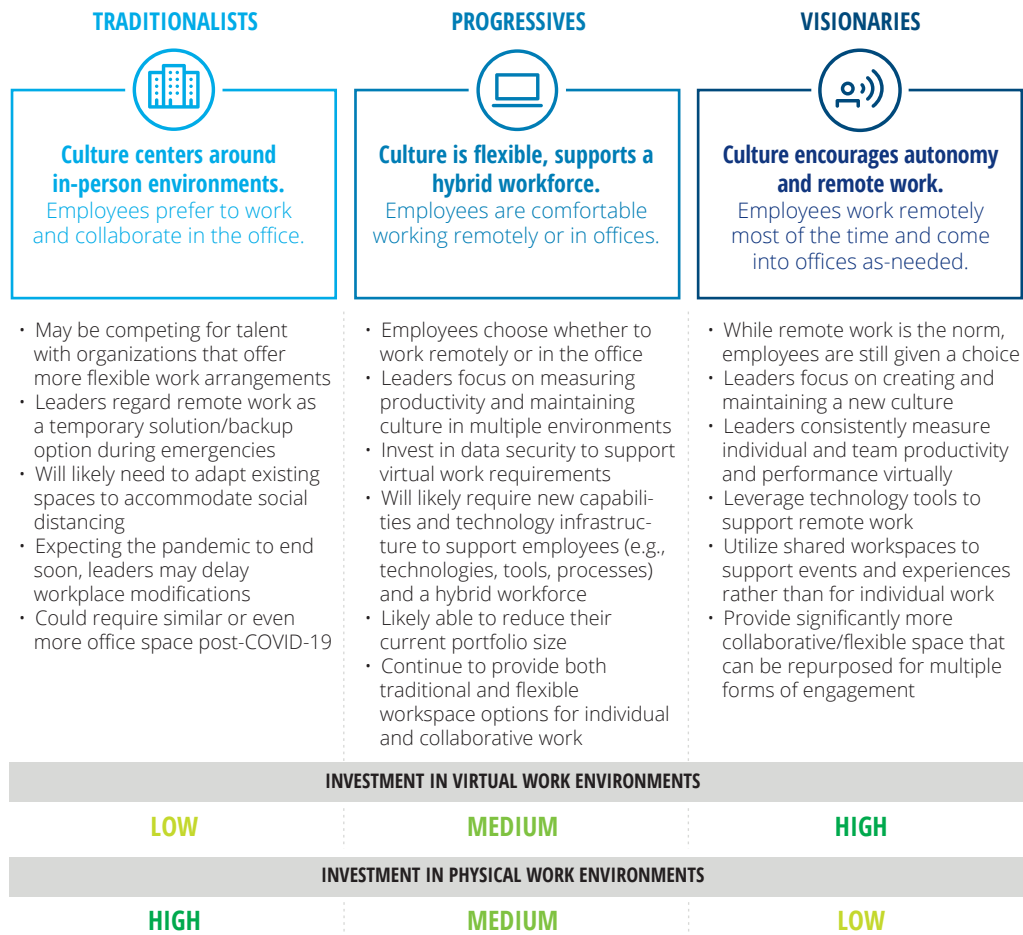 TRADITIONALISTS
Culture centers around
in-person environments.
Employees prefer to work
and collaborate in the office.
• May be competing for talent
with organizations that offer
more flexible work arrangements
• Leaders regard remote work as
a temporary solution/backup
option during emergencies
• Will likely need to adapt existing
spaces to accommodate social
distancing
• Expecting the pandemic to end
soon, leaders may delay
workplace modifications
• Could require similar or even
more office space post-COVID-19
PROGRESSIVES
Culture is flexible, supports a
hybrid workforce.
Employees are comfortable
working remotely or in offices.
• Employees choose whether to
work remotely or in the office
• Leaders focus on measuring
productivity and maintaining
culture in multiple environments
• Invest in data security to support
virtual work requirements
• Will likely require new capabili-
ties and technology infrastruc-
ture to support employees (e.g.,
technologies, tools, processes)
and a hybrid workforce
• Likely able to reduce their
current portfolio size
• Continue to provide both
traditional and flexible
workspace options for individual
and collaborative work
VISIONARIES
Culture encourages autonomy
and remote work.
Employees work remotely
most of the time and come
into offices as-needed.
• While remote work is the norm,
employees are still given a choice
• Leaders focus on creating and
maintaining a new culture
• Leaders consistently measure
individual and team productivity
and performance virtually
• Leverage technology tools to
support remote work
• Utilize shared workspaces to
support events and experiences
rather than for individual work
• Provide significantly more
collaborative/flexible space that
can be repurposed for multiple
forms of engagement
INVESTMENT IN VIRTUAL WORK ENVIRONMENTS
LOW MEDIUM HIGH
INVESTMENT IN PHYSICAL WORK ENVIRONMENTS
HIGH MEDIUM LOW